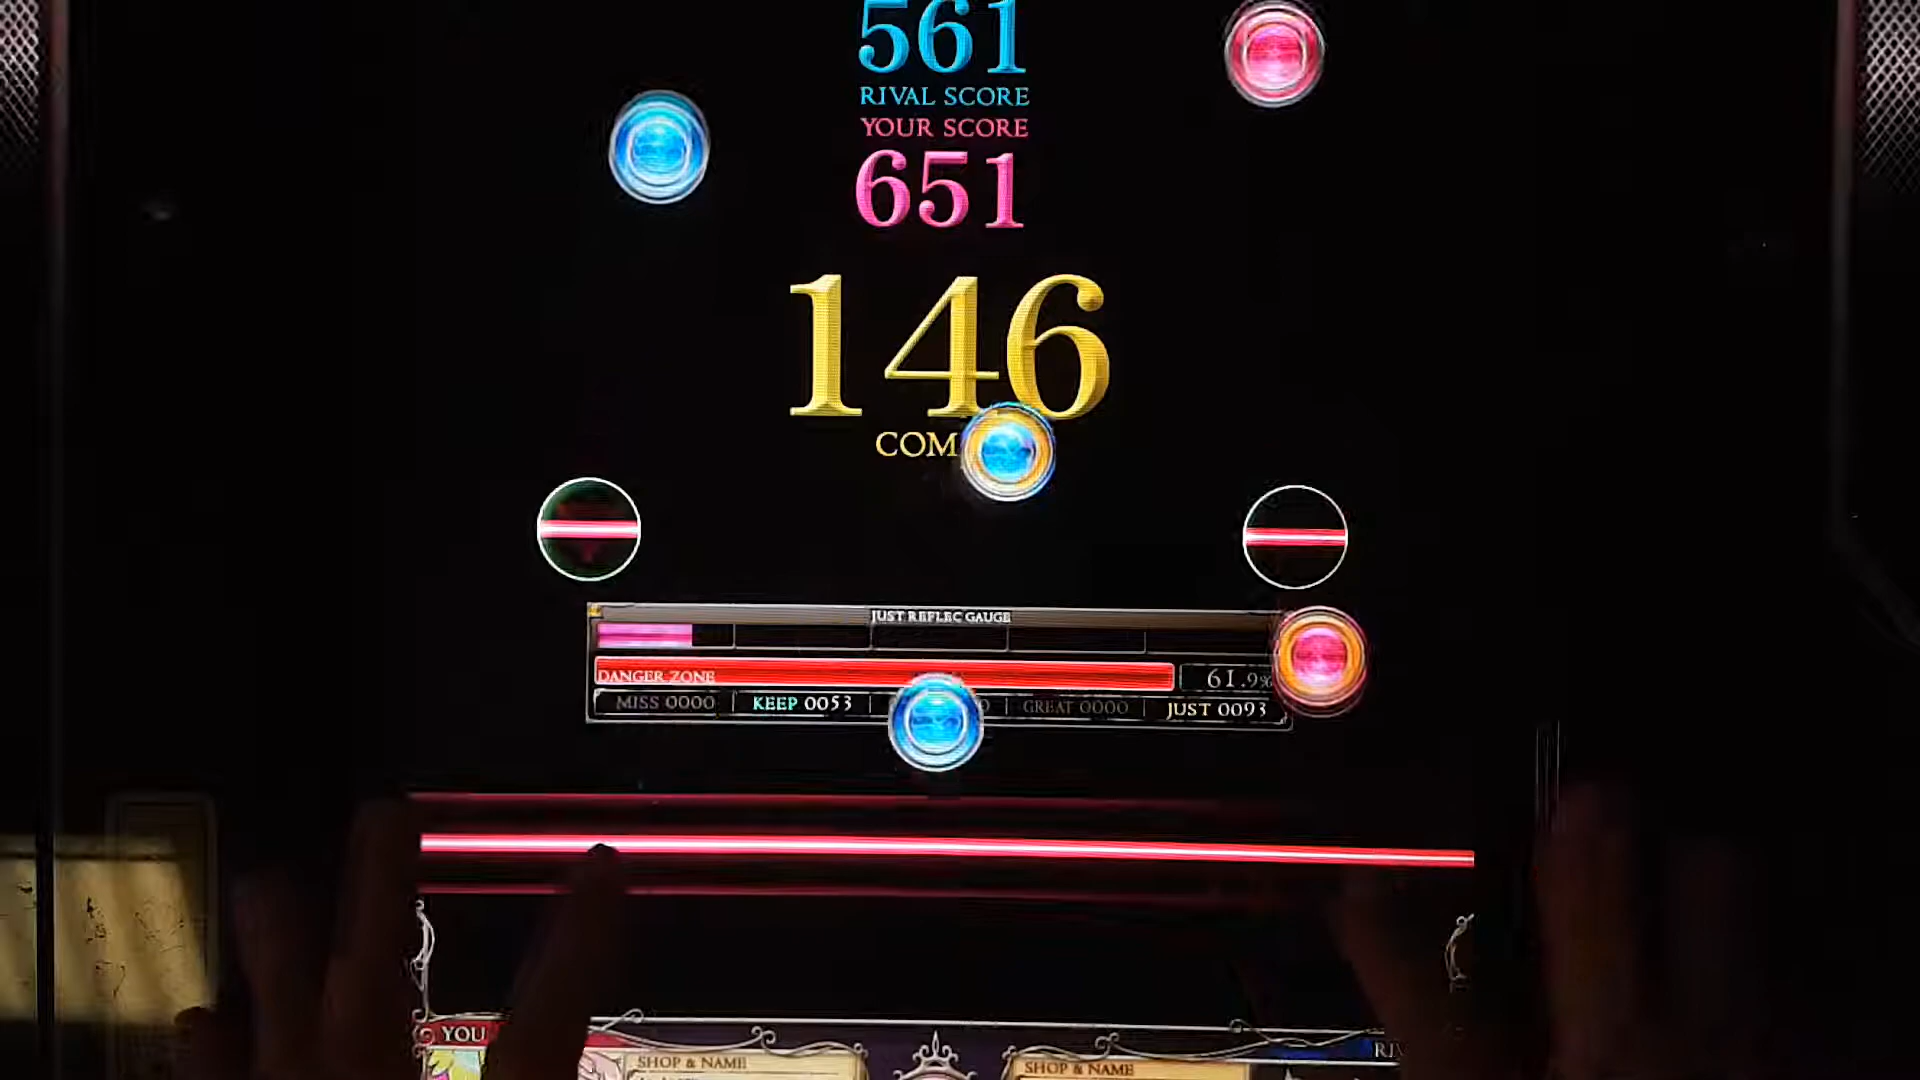 561
RIVAL SCORE
YOUR SCORE
651
146
COM
JUST REFLEC GAUGE
DANGER ZONE 61.9%
MISS 0000 KEEP 0053 GREAT 0000 JUST 0093
YOU
SHOP & NAME SHOP & NAME